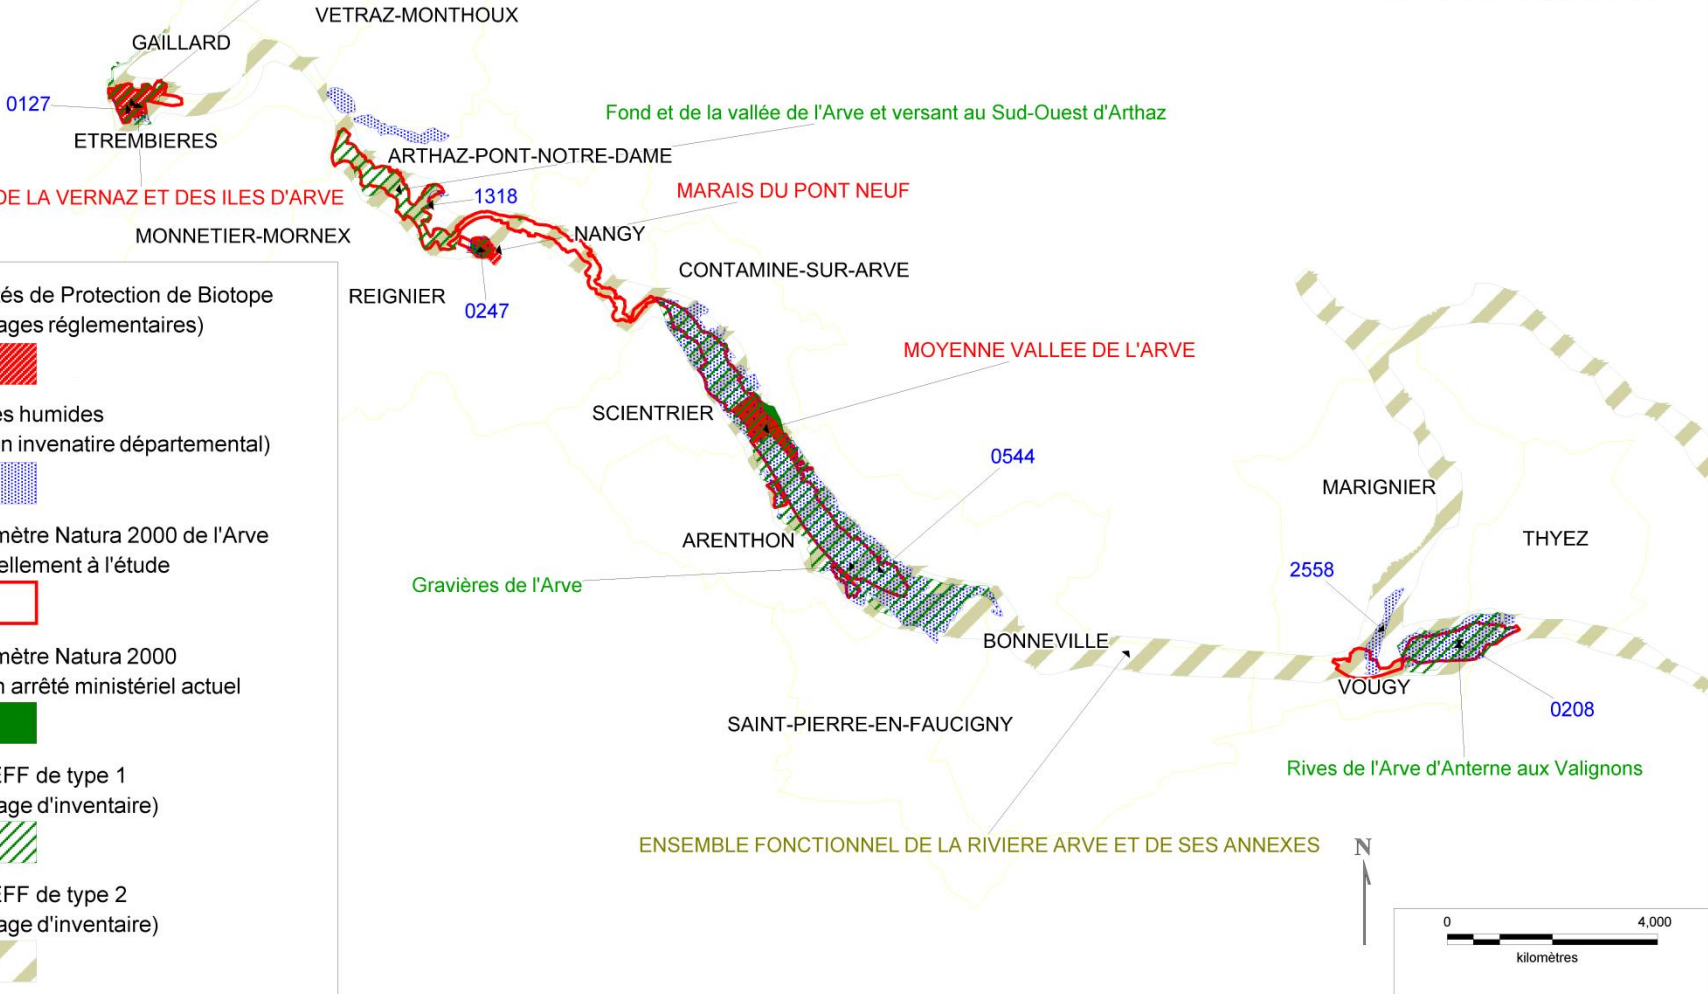 VETRAZ-MONTHOUX
GAILLARD
0127
Fond et de la vallée de l'Arve et versant au Sud-Ouest d'Arthaz
ETREMBIERES
ARTHAZ-PONT-NOTRE-DAME
DE LA VERNAZ ET DES ILES D'ARVE
1318
MARAIS DU PONT NEUF
MONNETIER-MORNEX
NANGY
CONTAMINE-SUR-ARVE
REIGNIER
0247
MOYENNE VALLEE DE L'ARVE
SCIENTRIER
0544
MARIGNIER
ARENTHON
THYEZ
2558
Gravières de l'Arve
BONNEVILLE
VOUGY
0208
SAINT-PIERRE-EN-FAUCIGNY
Rives de l'Arve d'Anterne aux Valignons
ENSEMBLE FONCTIONNEL DE LA RIVIERE ARVE ET DE SES ANNEXES
N
tés de Protection de Biotope
ages réglementaires)
es humides
n invenatire départemental)
mètre Natura 2000 de l'Arve
ellement à l'étude
mètre Natura 2000
n arrêté ministériel actuel
EFF de type 1
age d'inventaire)
EFF de type 2
age d'inventaire)
0 4,000
kilomètres